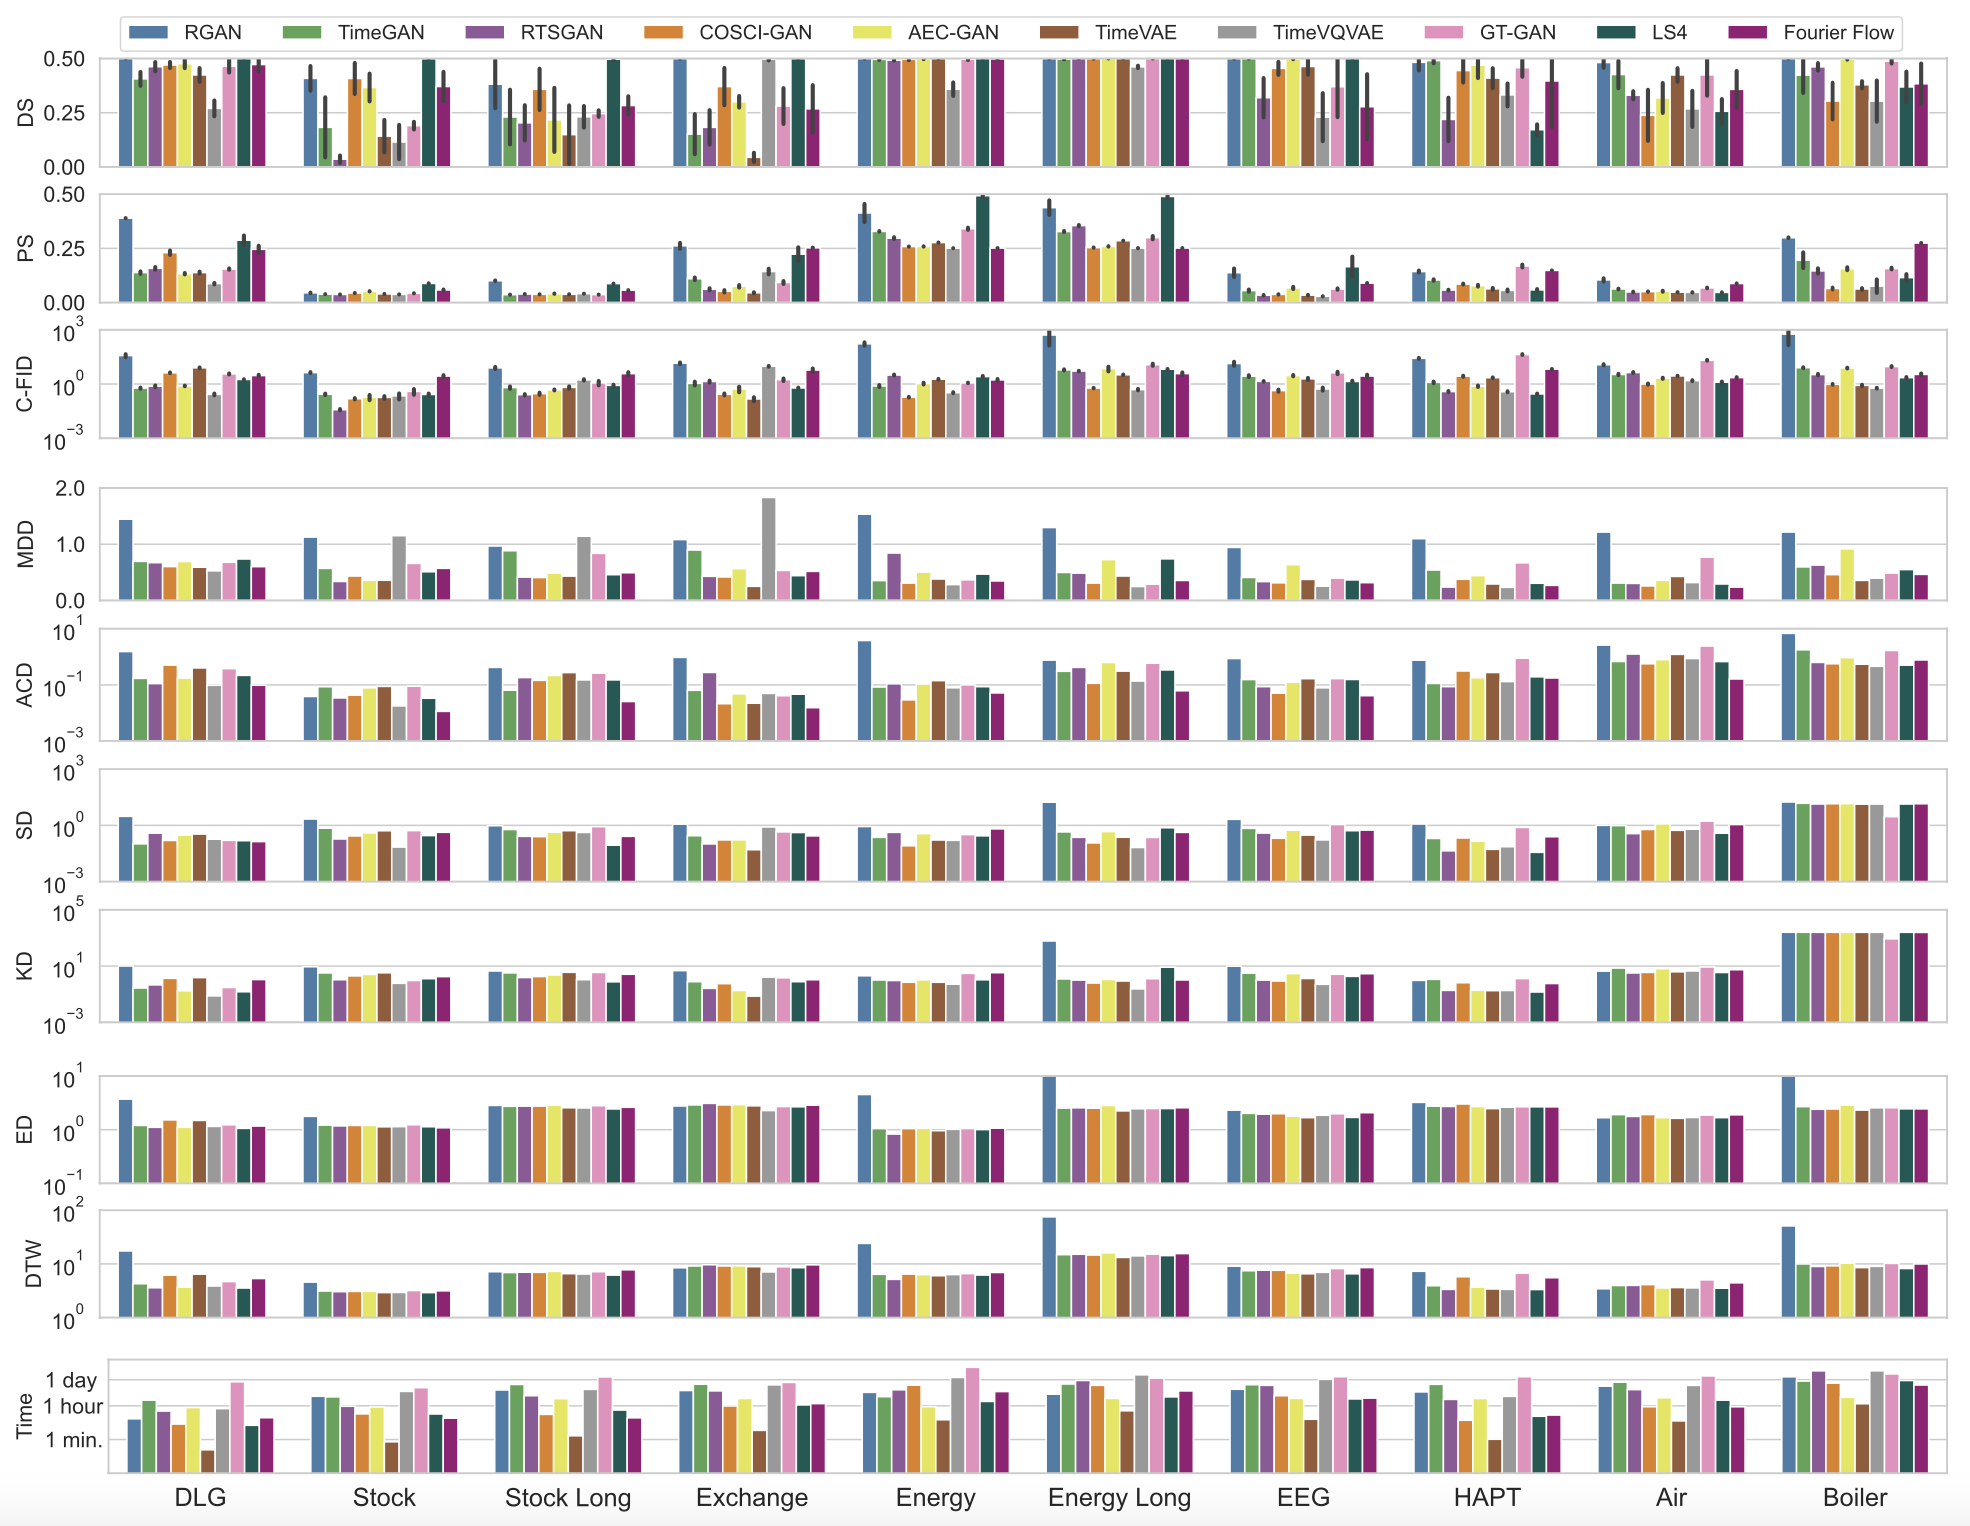 RGAN TimeGAN RTSGAN COSCI-GAN AEC-GAN TimeVAE TimeVQVAE GT-GAN LS4 Fourier Flow
DS
0.50
0.25
0.00
PS
0.50
0.25
0.00
C-FID
10^3
10^0
10^−3
MDD
2.0
1.0
0.0
ACD
10^1
10^−1
10^−3
SD
10^3
10^0
10^−3
KD
10^5
10^1
10^−3
ED
10^1
10^0
10^−1
DTW
10^2
10^1
10^0
Time
1 day
1 hour
1 min.
DLG Stock Stock Long Exchange Energy Energy Long EEG HAPT Air Boiler